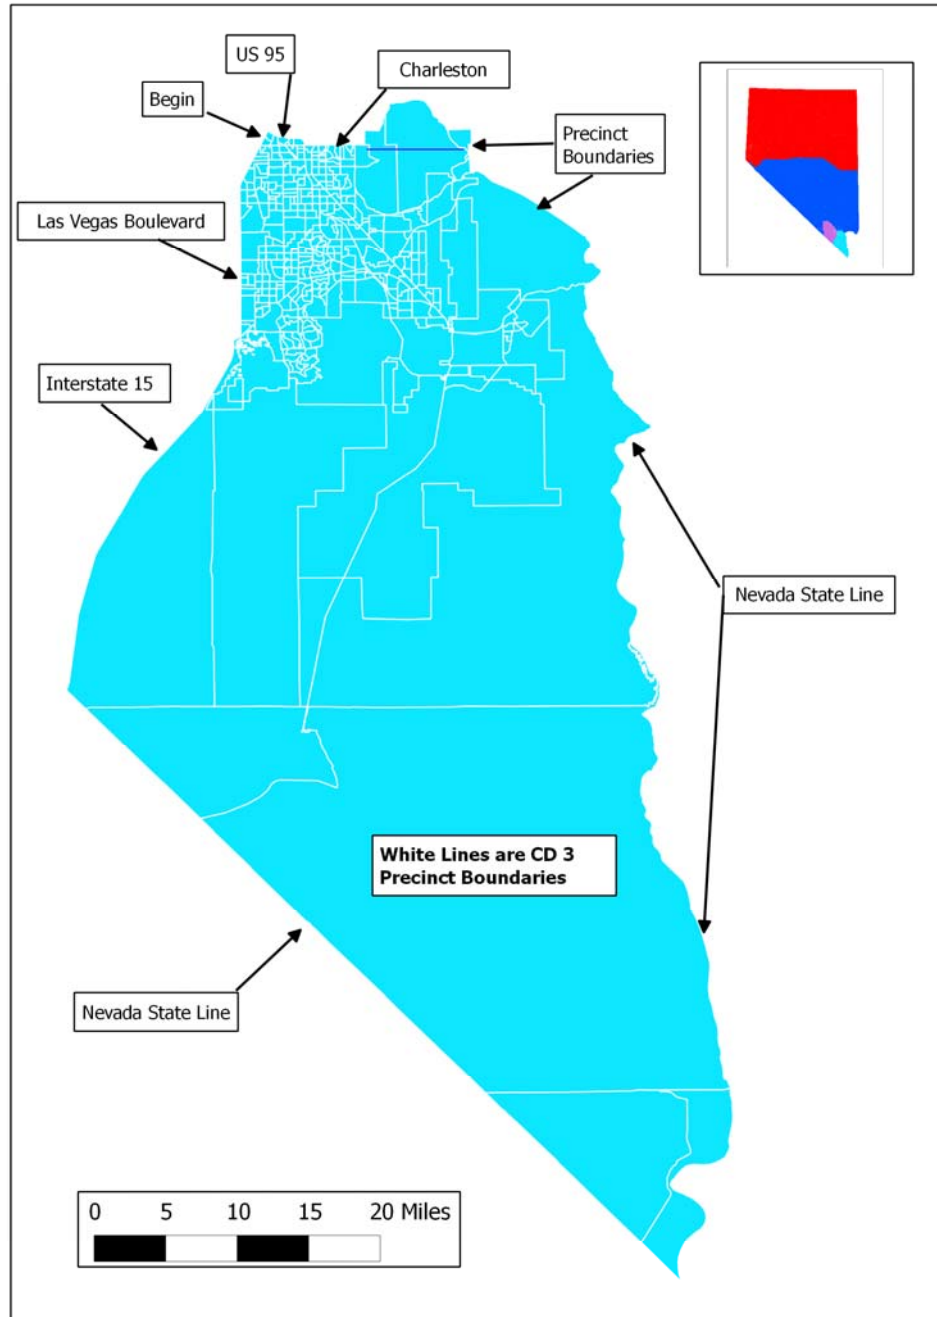 US 95
Charleston
Begin
Precinct
Boundaries
Las Vegas Boulevard
Interstate 15
Nevada State Line
White Lines are CD 3
Precinct Boundaries
Nevada State Line
0 5 10 15 20 Miles